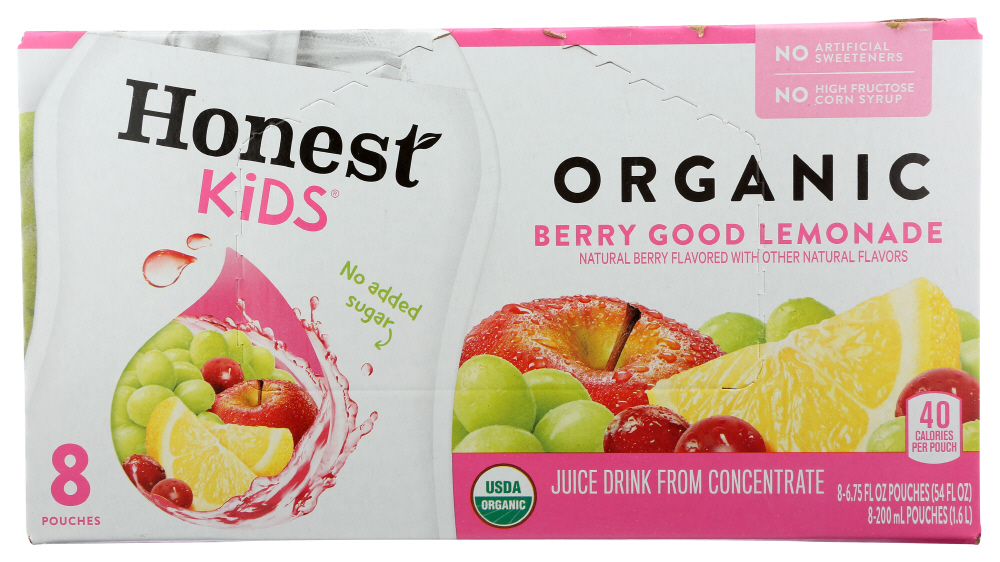 Honest
KiDS®
No added
sugar
8
POUCHES
NO ARTIFICIAL SWEETENERS
NO HIGH FRUCTOSE CORN SYRUP
ORGANIC
BERRY GOOD LEMONADE
NATURAL BERRY FLAVORED WITH OTHER NATURAL FLAVORS
40
CALORIES
PER POUCH
USDA
ORGANIC
JUICE DRINK FROM CONCENTRATE
8-6.75 FL OZ POUCHES (54 FL OZ)
8-200 mL POUCHES (1.6 L)